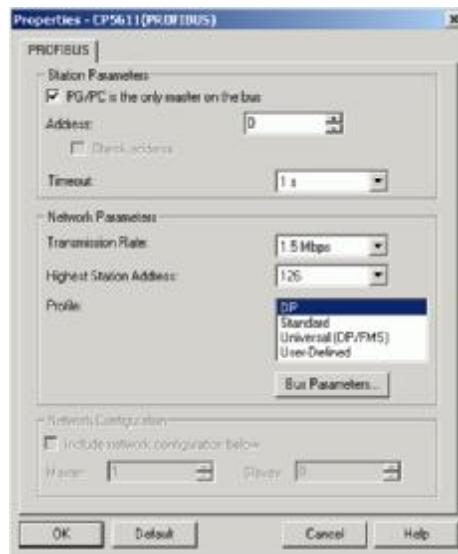 Properties - CP5611(PROFIBUS)
PROFIBUS
Station Parameters
PG/PC is the only master on the bus
Address: 0
Check address
Timeout: 1 s
Network Parameters
Transmission Rate: 1.5 Mbps
Highest Station Address: 126
Profile: DP
Standard
Universal (DP/FMS)
User-Defined
Bus Parameters...
Network Configuration
Include network configuration below
Master: 1 Slave: 0
OK Default Cancel Help